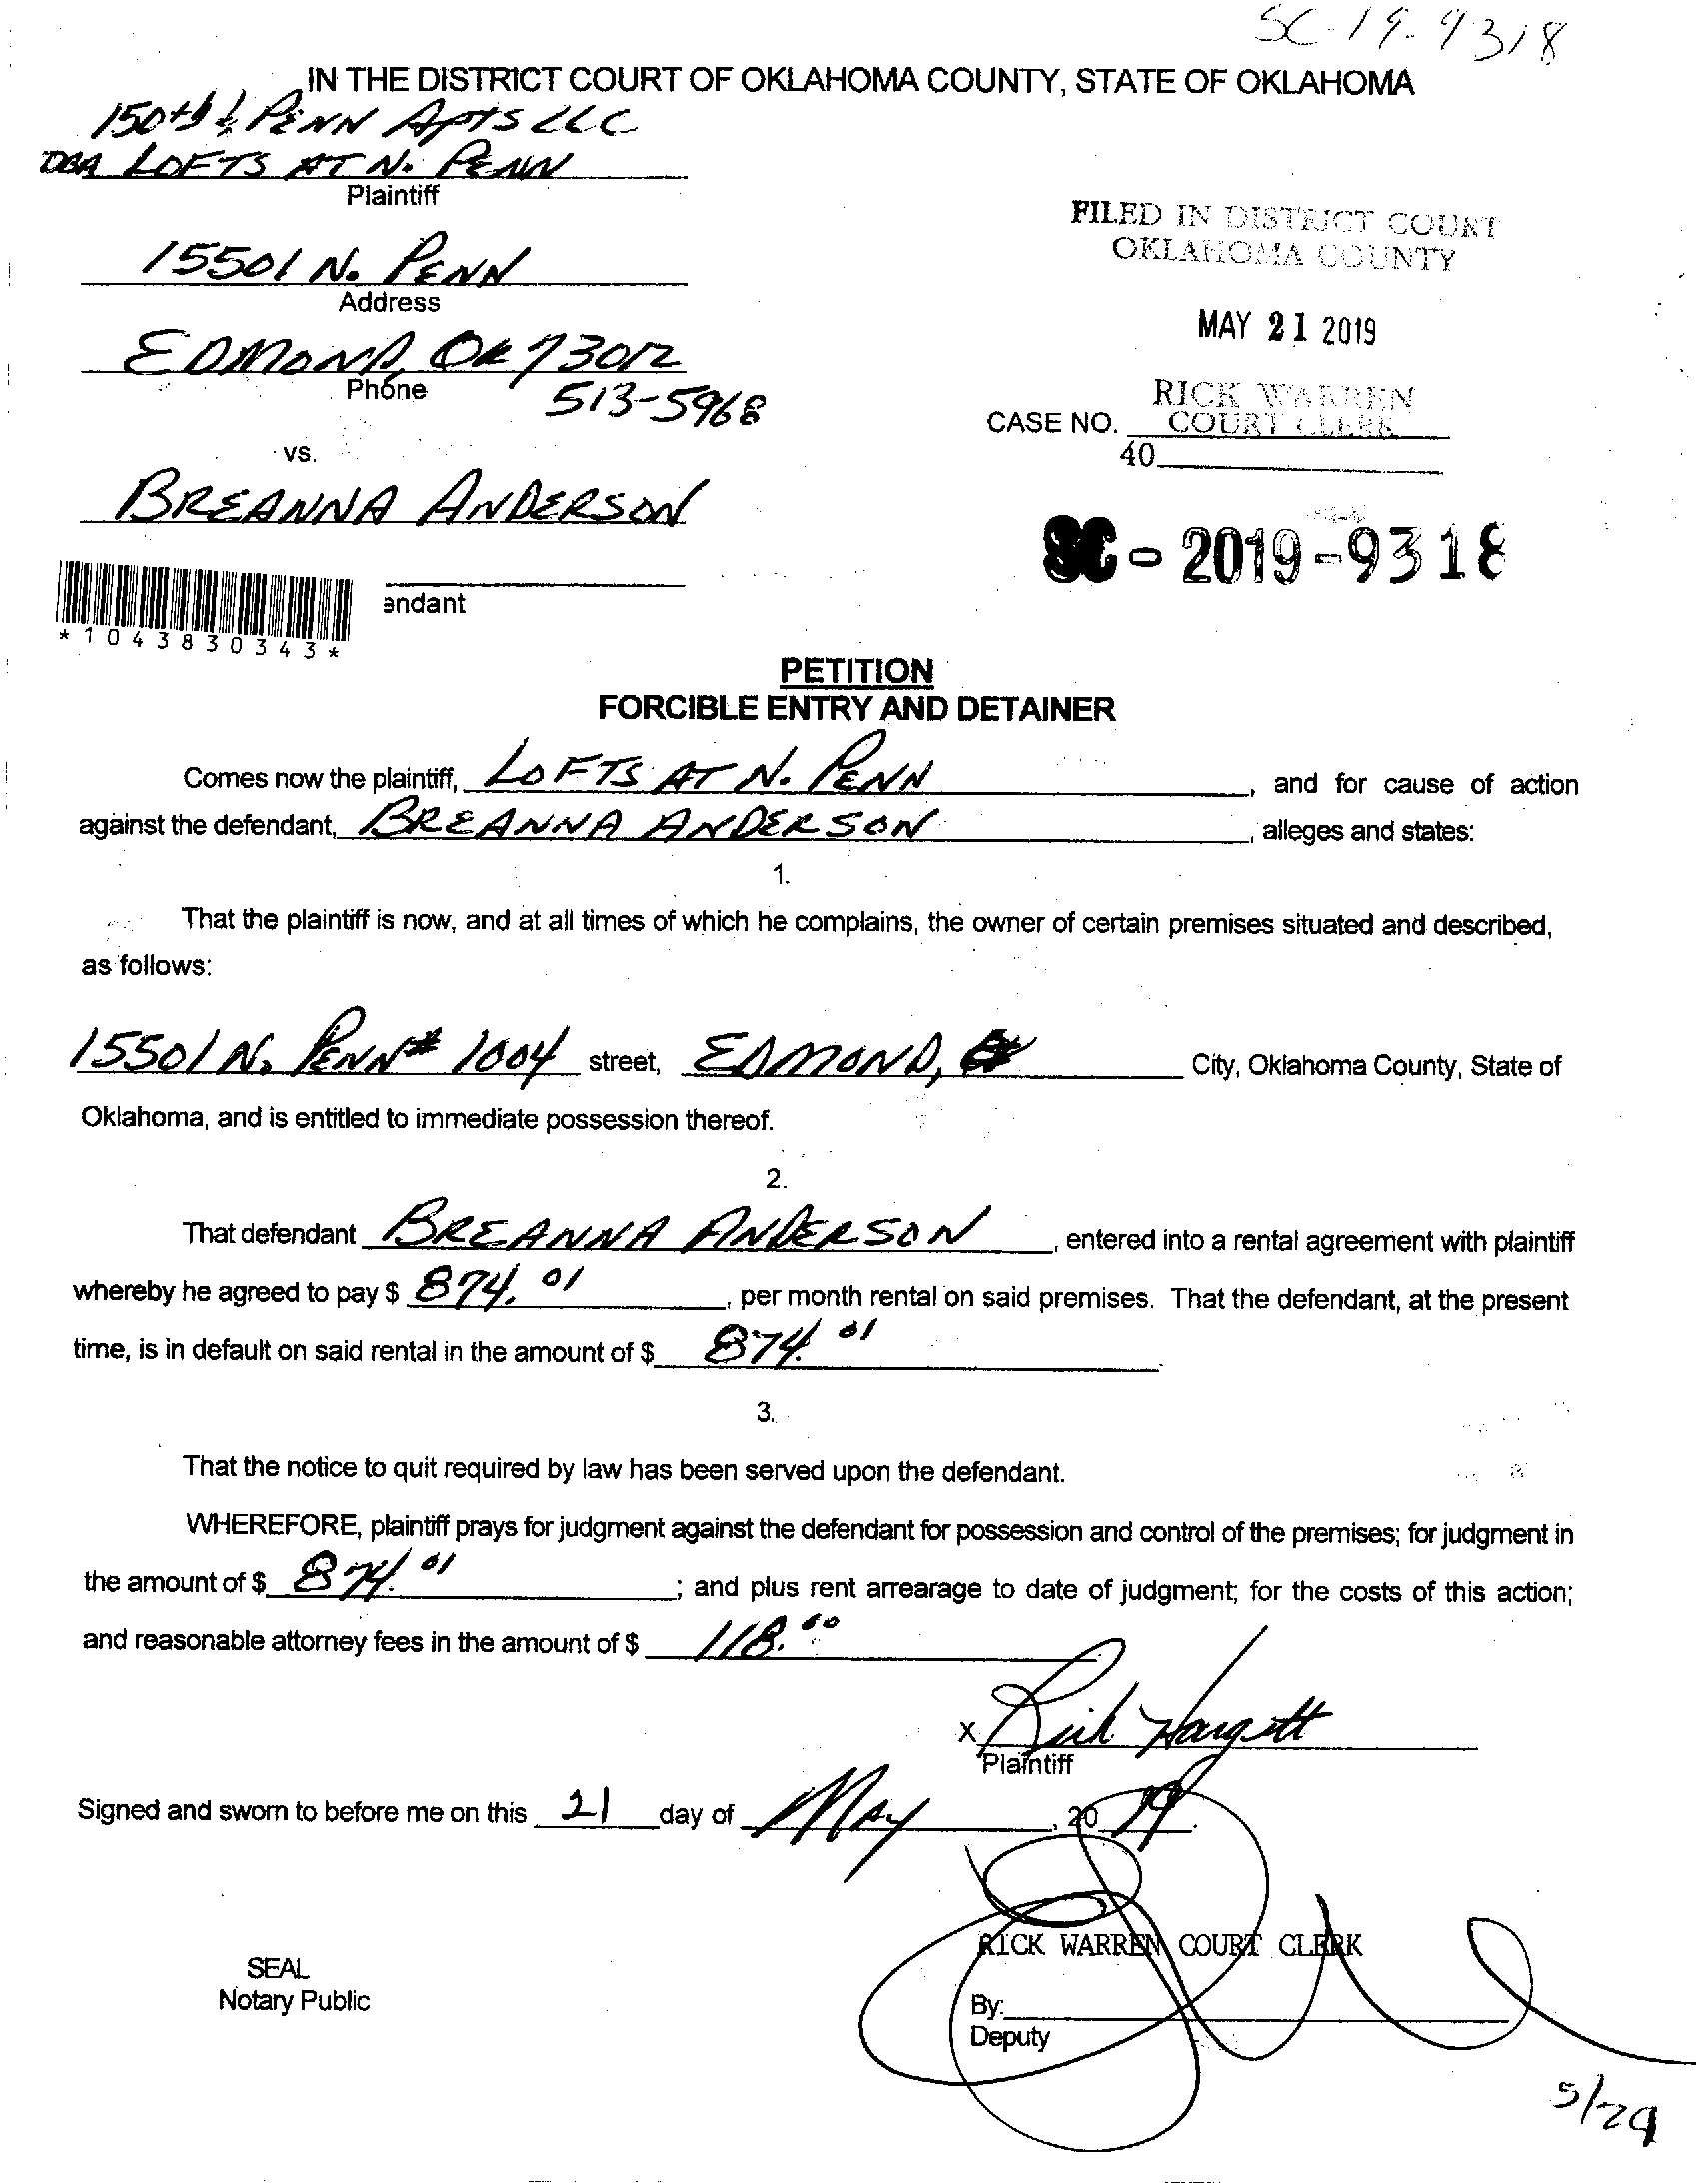 SC-19-9318
IN THE DISTRICT COURT OF OKLAHOMA COUNTY, STATE OF OKLAHOMA
150th & PENN APTS LLC
DBA LOFTS AT N. PENN
Plaintiff
FILED IN DISTRICT COURT
OKLAHOMA COUNTY
15501 N. PENN
Address
MAY 21 2019
EDMOND, OK 73012
Phone
513-5968
RICK WARREN
CASE NO. COURT CLERK
40
vs.
BREANNA ANDERSON
SC-2019-9318
endant
*1043830343*
PETITION
FORCIBLE ENTRY AND DETAINER
Comes now the plaintiff, LOFTS AT N. PENN, and for cause of action
against the defendant, BREANNA ANDERSON, alleges and states:
1.
That the plaintiff is now, and at all times of which he complains, the owner of certain premises situated and described,
as follows:
15501 N. PENN # 1004 street, EDMOND, City, Oklahoma County, State of
Oklahoma, and is entitled to immediate possession thereof.
2.
That defendant BREANNA ANDERSON, entered into a rental agreement with plaintiff
whereby he agreed to pay $ 874.01, per month rental on said premises. That the defendant, at the present
time, is in default on said rental in the amount of $ 874.01.
3.
That the notice to quit required by law has been served upon the defendant.
WHEREFORE, plaintiff prays for judgment against the defendant for possession and control of the premises; for judgment in
the amount of $ 874.01; and plus rent arrearage to date of judgment; for the costs of this action;
and reasonable attorney fees in the amount of $ 118.00
x Rick Hargett
Plaintiff
Signed and sworn to before me on this 21 day of May, 20 19.
RICK WARREN COURT CLERK
SEAL
Notary Public
By:
Deputy
5/29